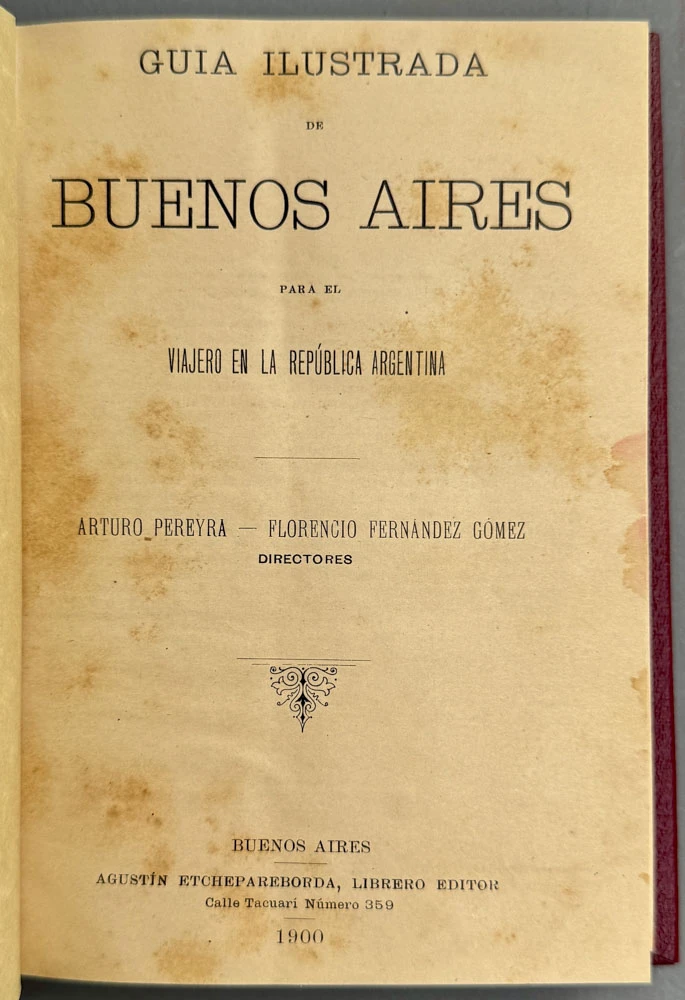 GUIA ILUSTRADA
DE
BUENOS AIRES
PARA EL
VIAJERO EN LA REPÚBLICA ARGENTINA
ARTURO PEREYRA — FLORENCIO FERNÁNDEZ GÓMEZ
DIRECTORES
BUENOS AIRES
AGUSTÍN ETCHEPAREBORDA, LIBRERO EDITOR
Calle Tacuarí Número 359
1900